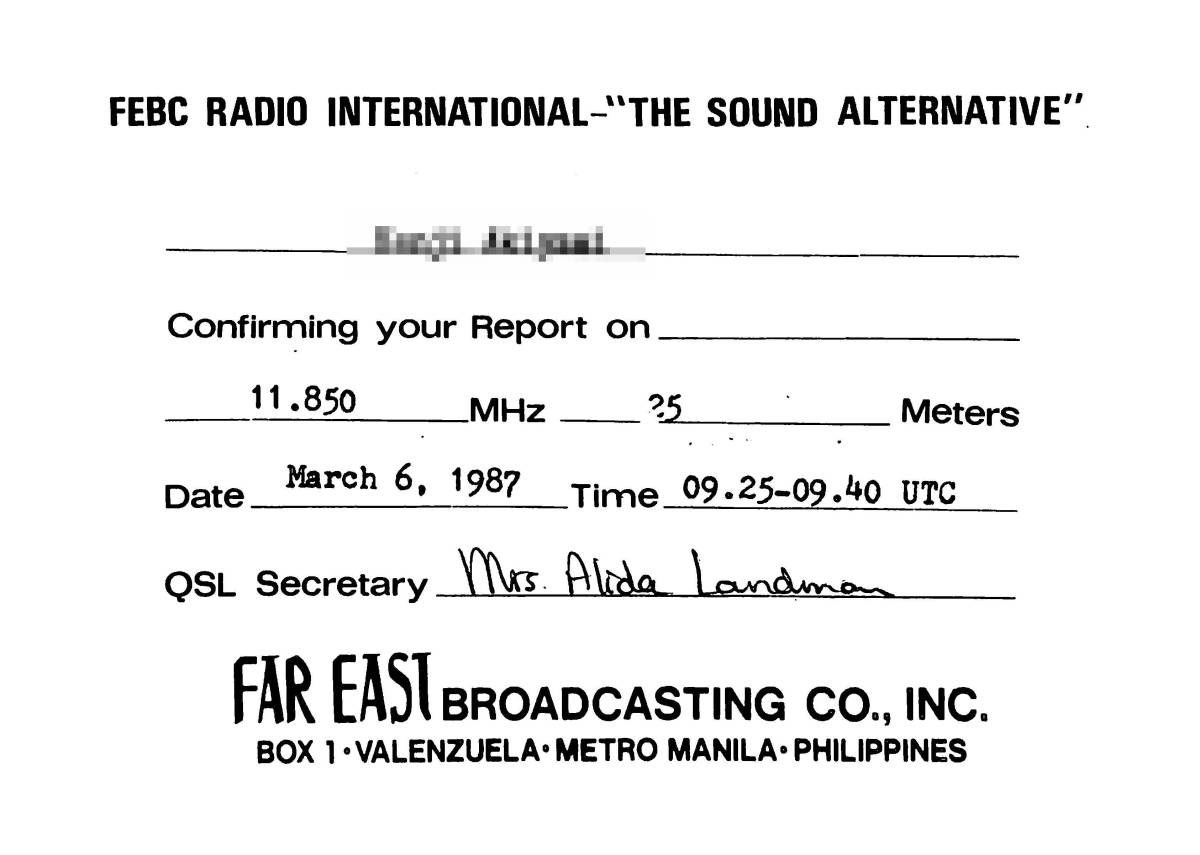 FEBC RADIO INTERNATIONAL-"THE SOUND ALTERNATIVE"
Confirming your Report on
11.850 MHz 25 Meters
Date March 6, 1987 Time 09.25-09.40 UTC
QSL Secretary Mrs. Alida Landman
FAR EAST BROADCASTING CO., INC.
BOX 1·VALENZUELA·METRO MANILA·PHILIPPINES